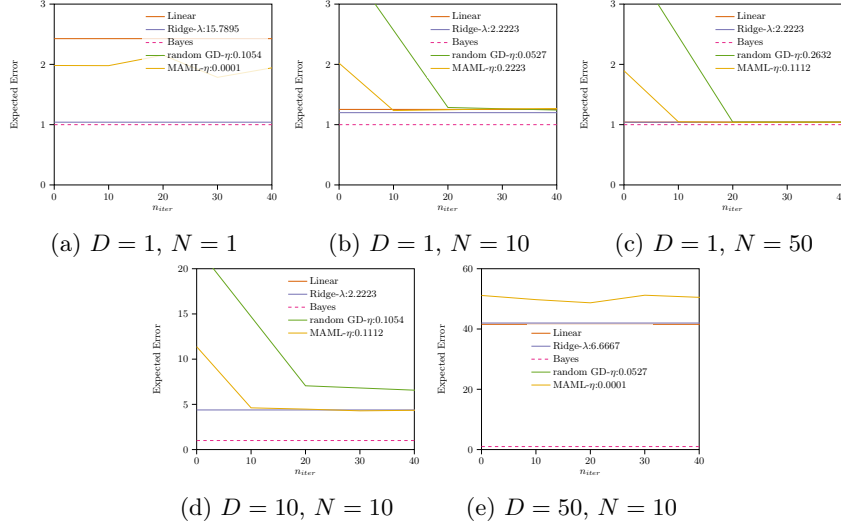 3
2
1
0
Expected Error
0 10 20 30 40
n_iter
Linear
Ridge-λ:15.7895
Bayes
random GD-η:0.1054
MAML-η:0.0001
(a) D = 1, N = 1
3
2
1
0
Expected Error
0 10 20 30 40
n_iter
Linear
Ridge-λ:2.2223
Bayes
random GD-η:0.0527
MAML-η:0.2223
(b) D = 1, N = 10
3
2
1
0
Expected Error
0 10 20 30 40
n_iter
Linear
Ridge-λ:2.2223
Bayes
random GD-η:0.2632
MAML-η:0.1112
(c) D = 1, N = 50
20
15
10
5
0
Expected Error
0 10 20 30 40
n_iter
Linear
Ridge-λ:2.2223
Bayes
random GD-η:0.1054
MAML-η:0.1112
(d) D = 10, N = 10
60
40
20
0
Expected Error
0 10 20 30 40
n_iter
Linear
Ridge-λ:6.6667
Bayes
random GD-η:0.0527
MAML-η:0.0001
(e) D = 50, N = 10